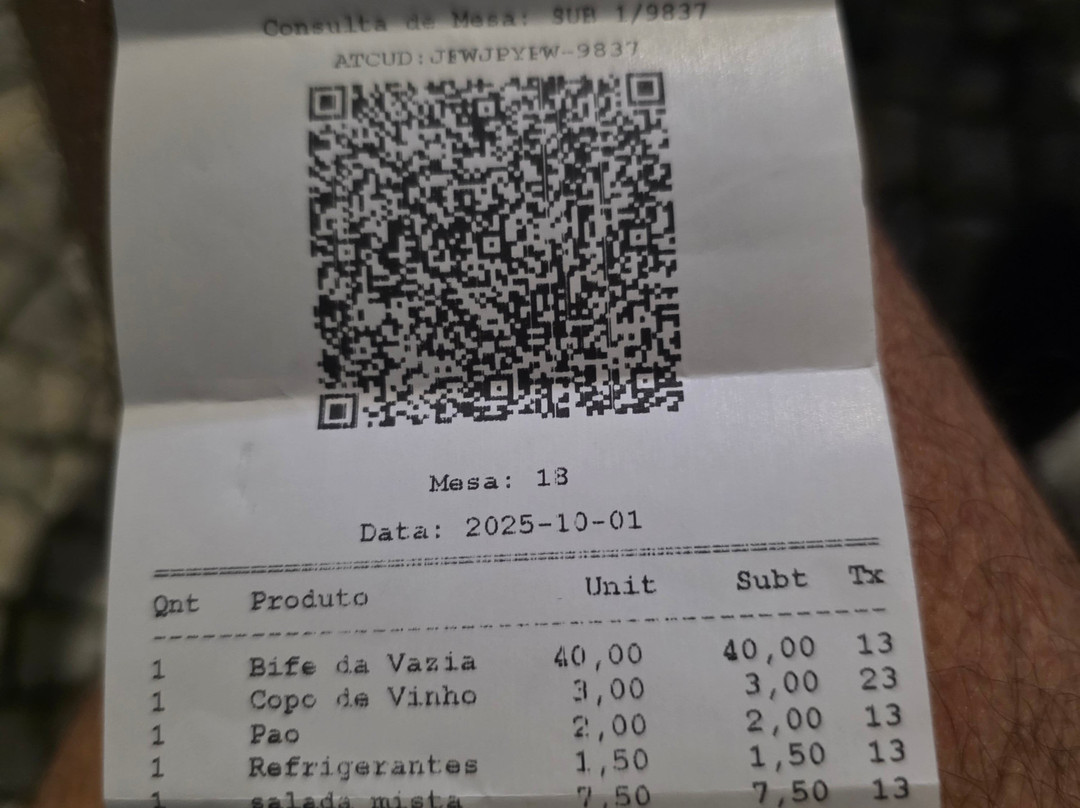 Consulta de Mesa: SUB 1/9837
ATCUD:JFWJPYFW-9837
Mesa: 18
Data: 2025-10-01
Qnt Produto Unit Subt Tx
1 Bife da Vazia 40,00 40,00 13
1 Copo de Vinho 3,00 3,00 23
1 Pao 2,00 2,00 13
1 Refrigerantes 1,50 1,50 13
1 salada mista 7,50 7,50 13